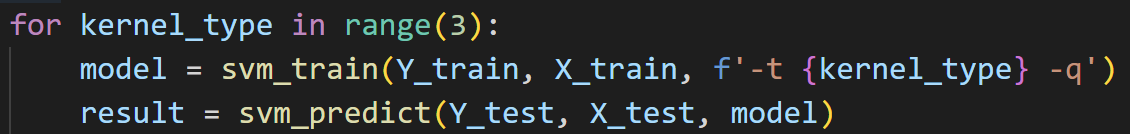 for kernel_type in range(3):
    model = svm_train(Y_train, X_train, f'-t {kernel_type} -q')
    result = svm_predict(Y_test, X_test, model)